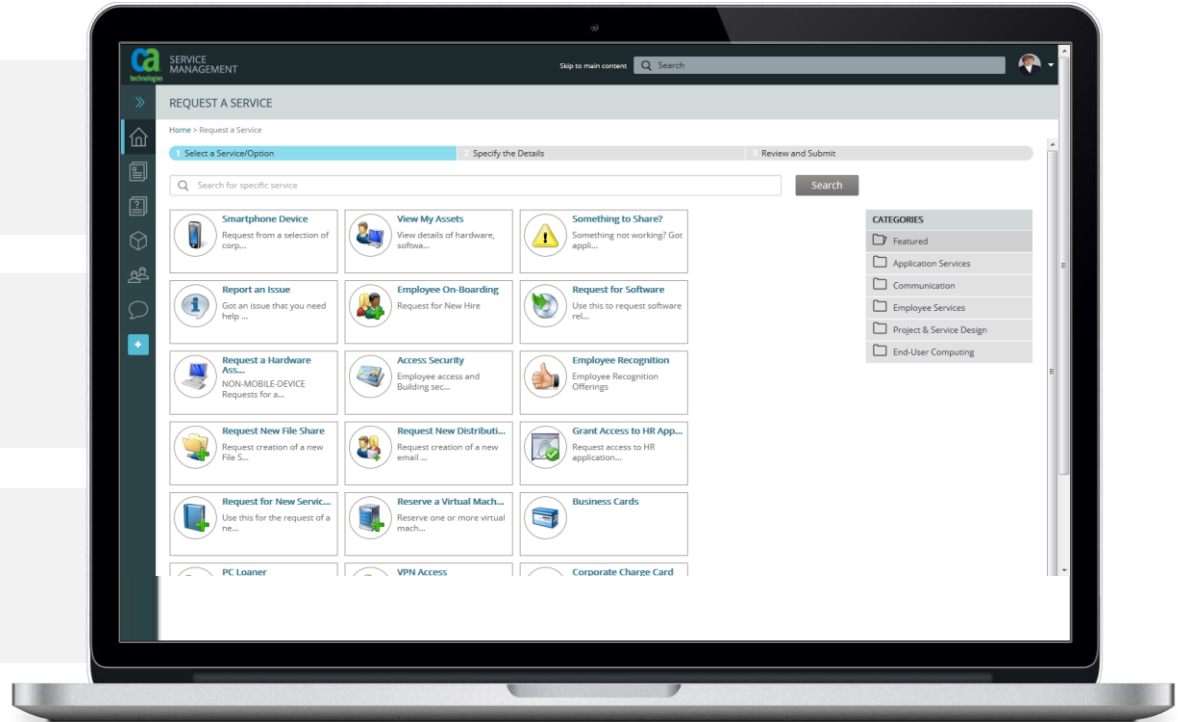 ca
technologies
SERVICE
MANAGEMENT
Skip to main content
Search
REQUEST A SERVICE
Home > Request a Service
1 Select a Service/Option
2 Specify the Details
3 Review and Submit
Search for specific service
Search
Smartphone Device
Request from a selection of
corp...
View My Assets
View details of hardware,
softwa...
Something to Share?
Something not working? Got
appli...
Report an Issue
Got an issue that you need
help ...
Employee On-Boarding
Request for New Hire
Request for Software
Use this to request software
rel...
Request a Hardware
Ass...
NON-MOBILE-DEVICE
Requests for a...
Access Security
Employee access and
Building sec...
Employee Recognition
Employee Recognition
Offerings
Request New File Share
Request creation of a new
File S...
Request New Distributi...
Request creation of a new
email ...
Grant Access to HR App...
Request access to HR
application...
Request for New Servic...
Use this for the request of a
ne...
Reserve a Virtual Mach...
Reserve one or more virtual
mach...
Business Cards
PC Loaner
VPN Access
Corporate Charge Card
CATEGORIES
Featured
Application Services
Communication
Employee Services
Project & Service Design
End-User Computing